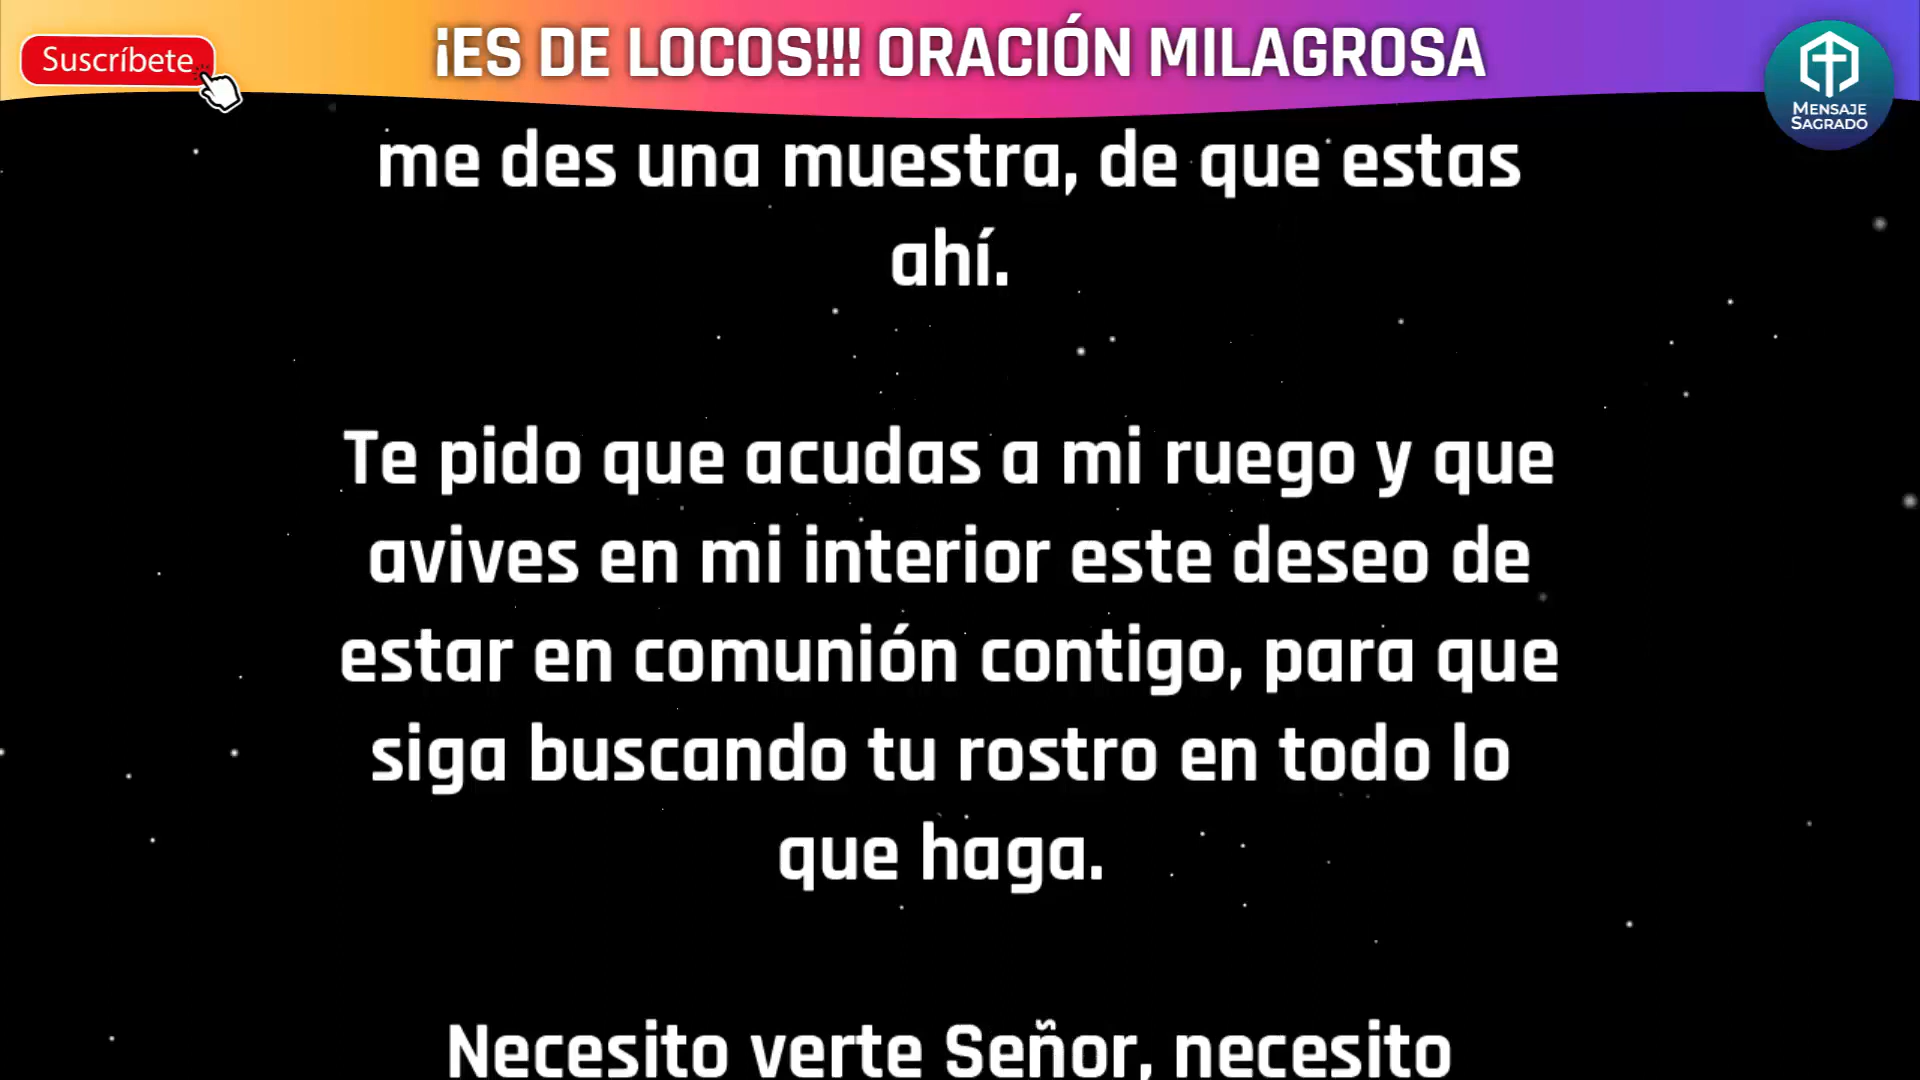 Suscríbete
¡ES DE LOCOS!!! ORACIÓN MILAGROSA
MENSAJE
SAGRADO
me des una muestra, de que estas
ahí.
Te pido que acudas a mi ruego y que
avives en mi interior este deseo de
estar en comunión contigo, para que
siga buscando tu rostro en todo lo
que haga.
Necesito verte Señor, necesito